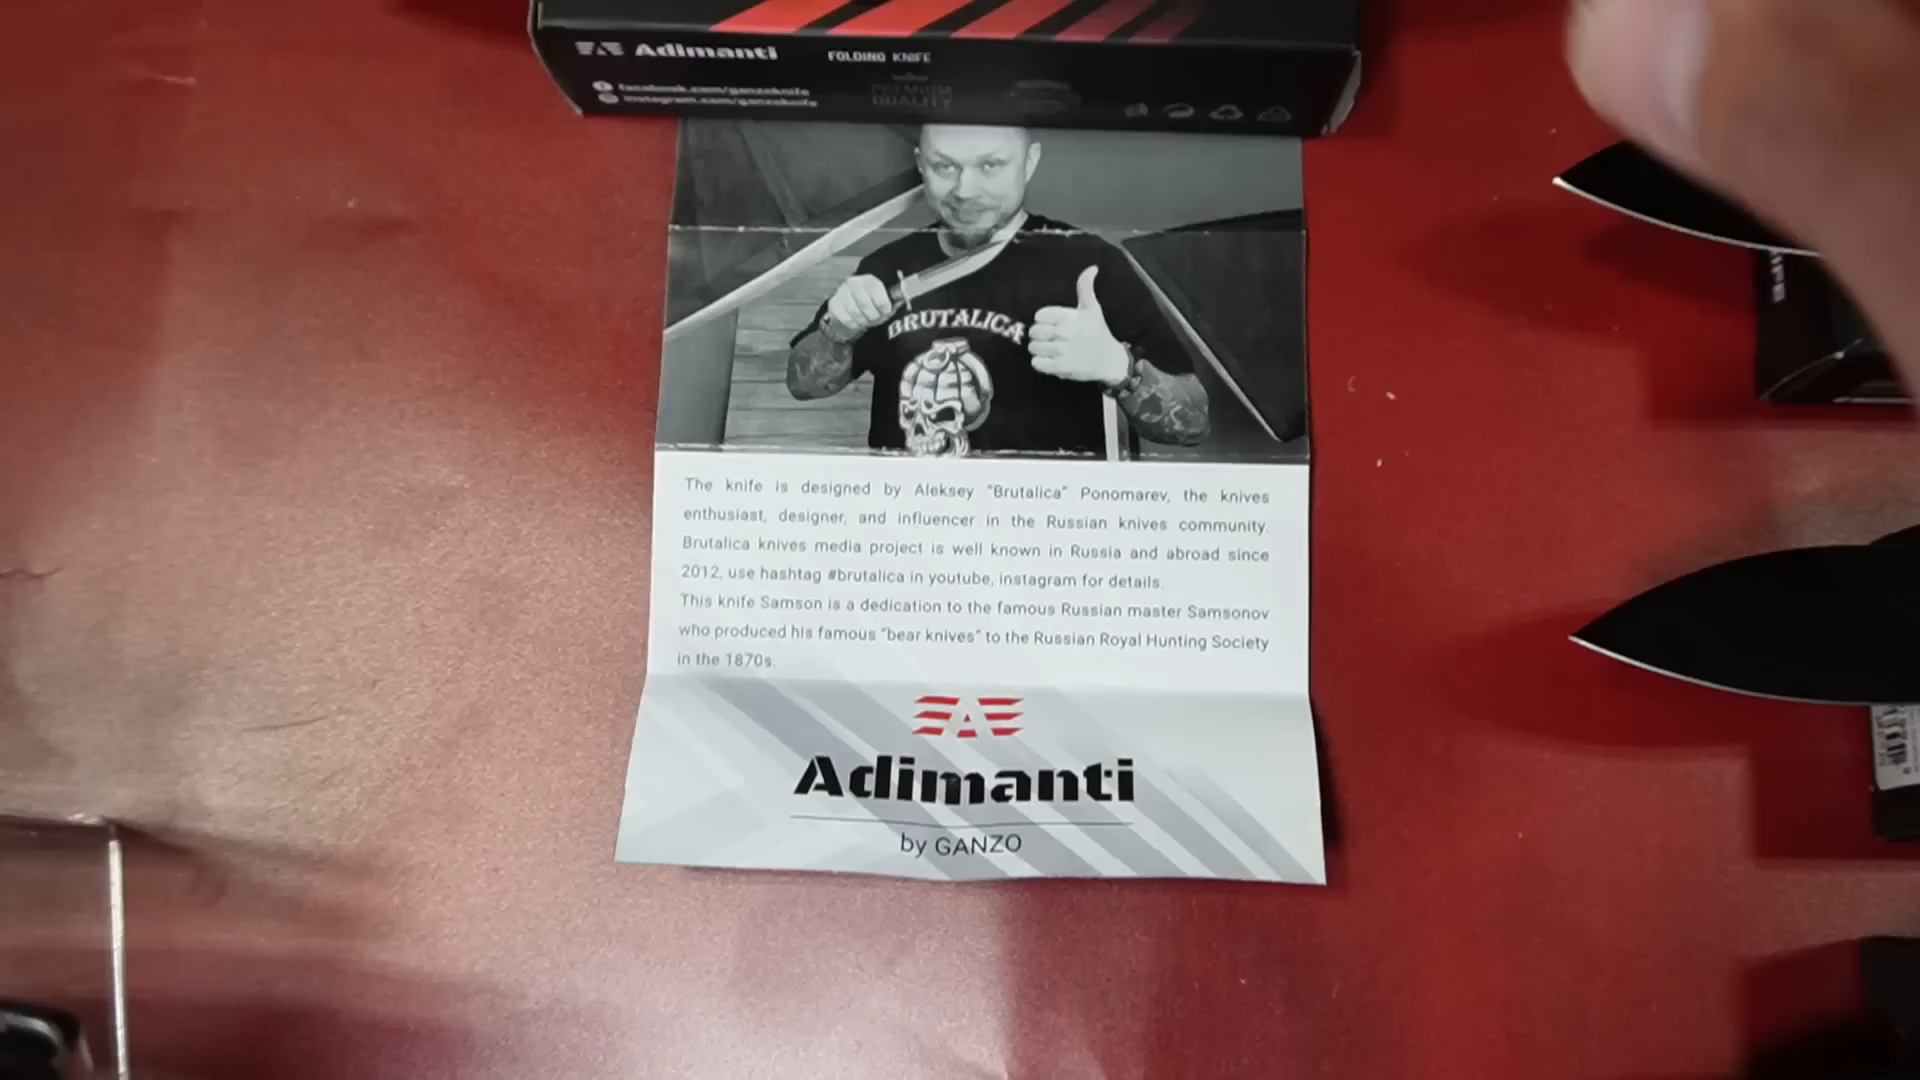 Adimanti
FOLDING KNIFE
facebook.com/ganzoknife
instagram.com/ganzoknife
PREMIUM
QUALITY
BRUTALICA
The knife is designed by Aleksey "Brutalica" Ponomarev, the knives
enthusiast, designer, and influencer in the Russian knives community.
Brutalica knives media project is well known in Russia and abroad since
2012, use hashtag #brutalica in youtube, instagram for details.
This knife Samson is a dedication to the famous Russian master Samsonov
who produced his famous "bear knives" to the Russian Royal Hunting Society
in the 1870s.
Adimanti
by GANZO